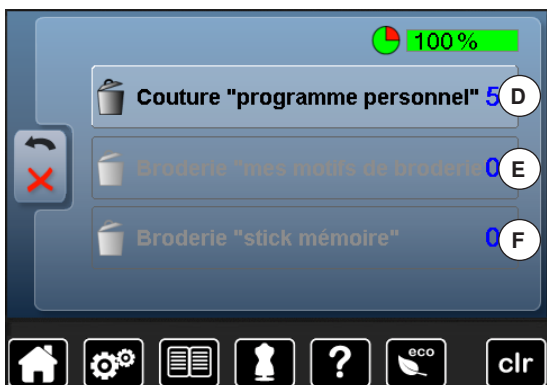 100%
Couture "programme personnel" 5 D
Broderie "mes motifs de broderie 0 E
Broderie "stick mémoire" 0 F
? eco clr